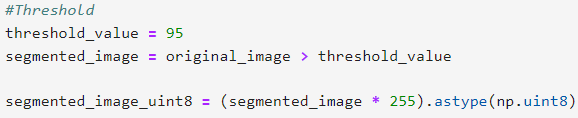 #Threshold
threshold_value = 95
segmented_image = original_image > threshold_value
segmented_image_uint8 = (segmented_image * 255).astype(np.uint8)